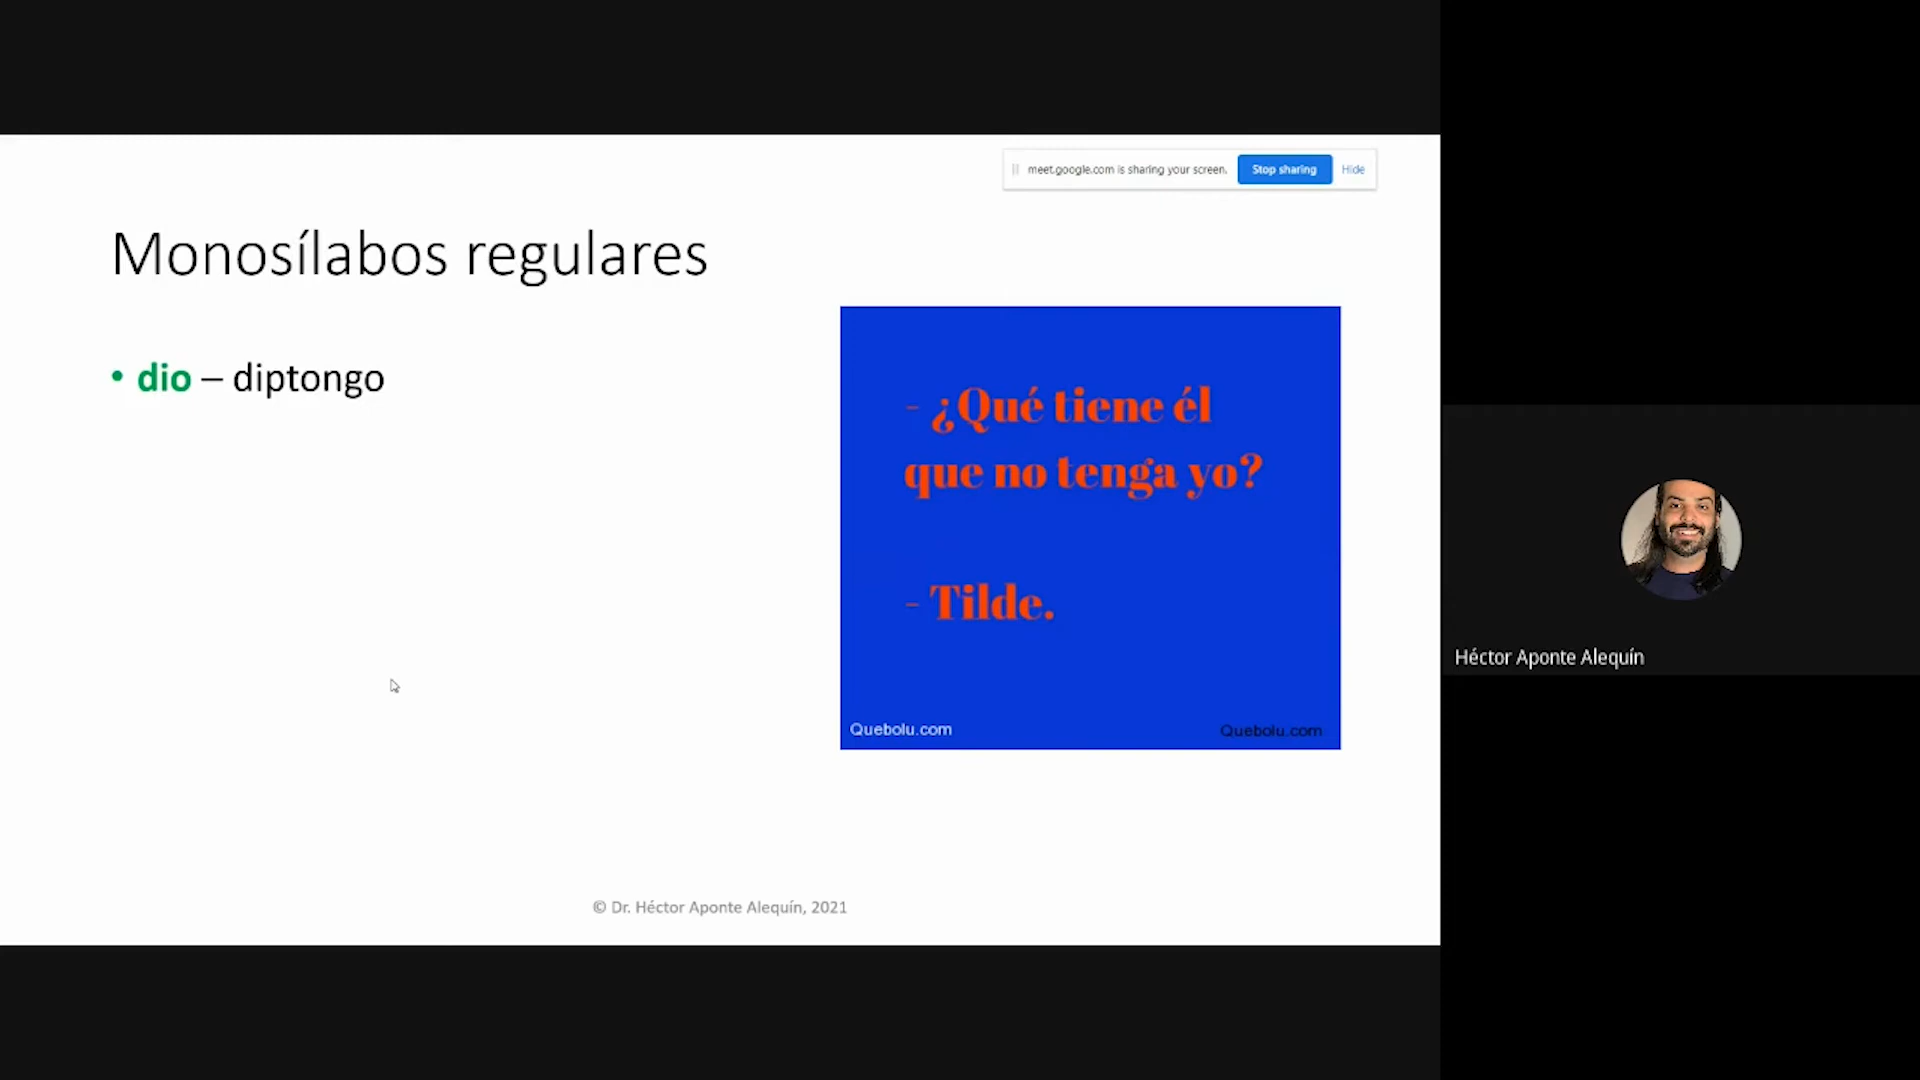 meet.google.com is sharing your screen.
Stop sharing
Hide
Monosílabos regulares
• dio – diptongo
- ¿Qué tiene él
que no tenga yo?
- Tilde.
Quebolu.com
Quebolu.com
© Dr. Héctor Aponte Alequín, 2021
Héctor Aponte Alequín